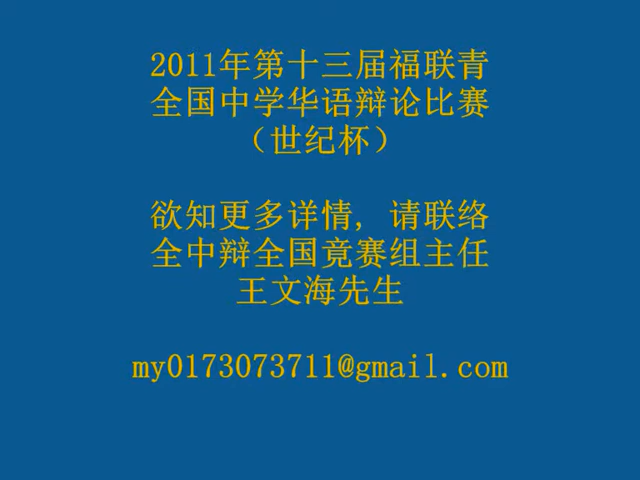 2011年第十三届福联青
全国中学华语辩论比赛
（世纪杯）
欲知更多详情, 请联络
全中辩全国竟赛组主任
王文海先生
my0173073711@gmail.com